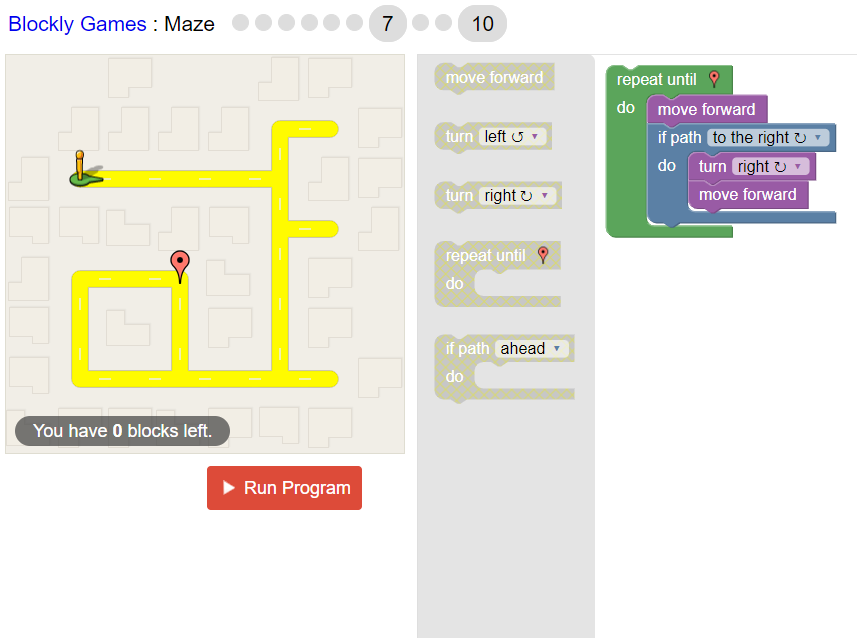 Blockly Games : Maze 7 10
You have 0 blocks left.
Run Program
move forward
turn left ↺ ▾
turn right ↻ ▾
repeat until
do
if path ahead ▾
do
repeat until
do move forward
if path to the right ↻ ▾
do turn right ↻ ▾
move forward